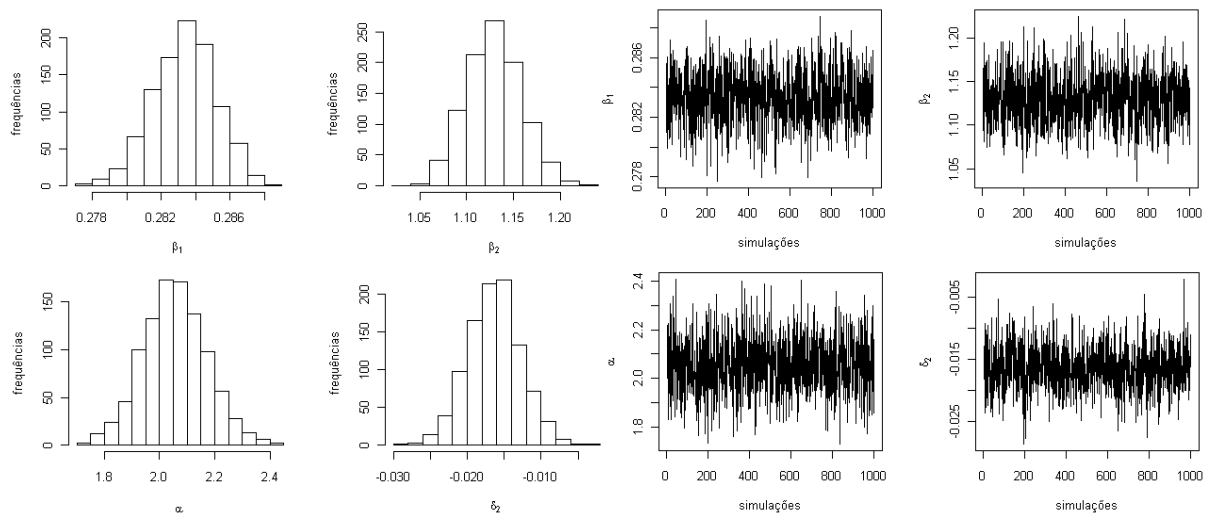 frequências
0 50 100 150 200
0.278 0.282 0.286
β1
frequências
0 50 100 150 200 250
1.05 1.10 1.15 1.20
β2
β1
0.278 0.282 0.286
0 200 400 600 800 1000
simulações
β2
1.05 1.10 1.15 1.20
0 200 400 600 800 1000
simulações
frequências
0 50 100 150
1.8 2.0 2.2 2.4
α
frequências
0 50 100 150 200
-0.030 -0.020 -0.010
δ2
α
1.8 2.0 2.2 2.4
0 200 400 600 800 1000
simulações
δ2
-0.025 -0.015 -0.005
0 200 400 600 800 1000
simulações